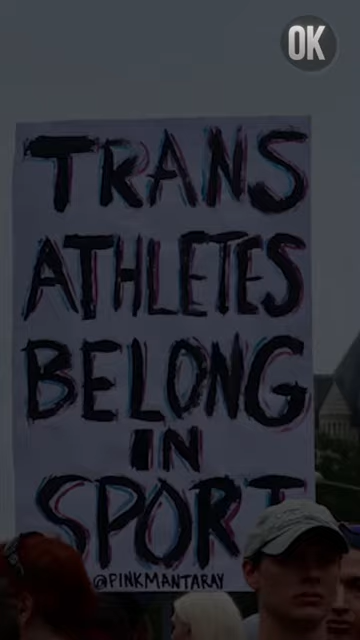 OK
TRANS
ATHLETES
BELONG
IN
SPORT
@PINKMANTARAY